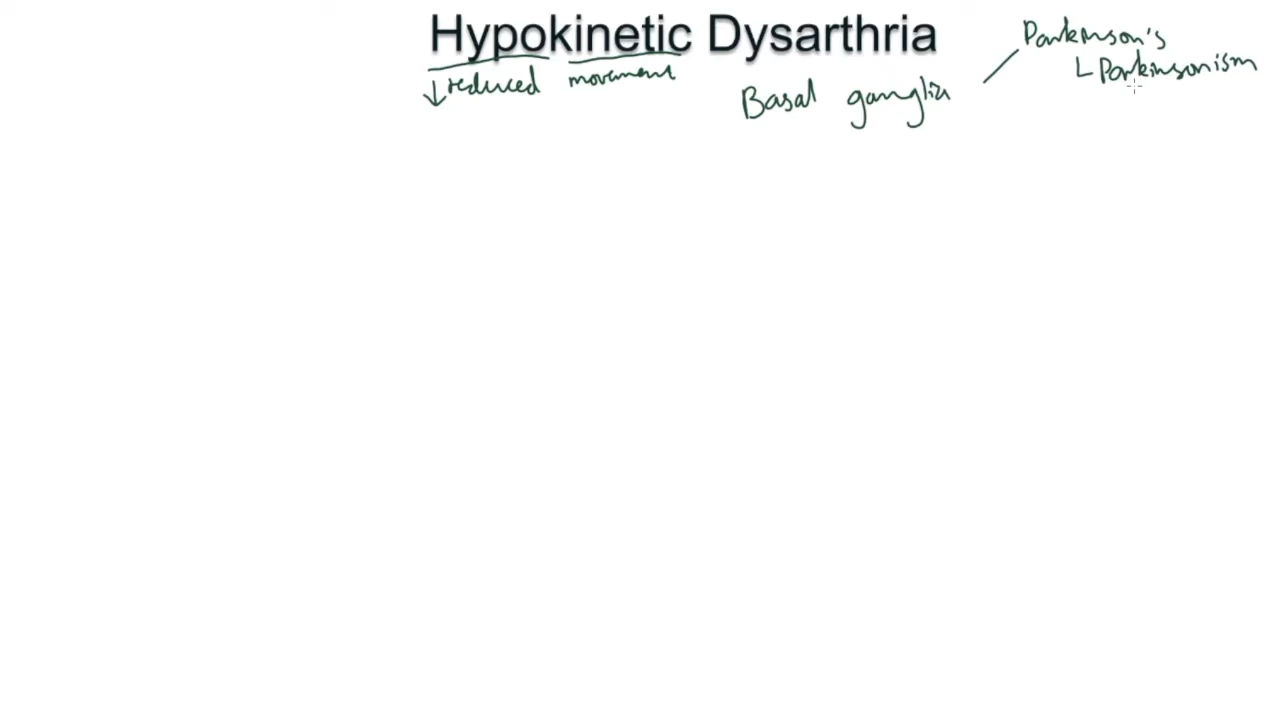 Hypokinetic Dysarthria
↓ reduced movement
Basal ganglia
Parkinson's
Parkinsonism